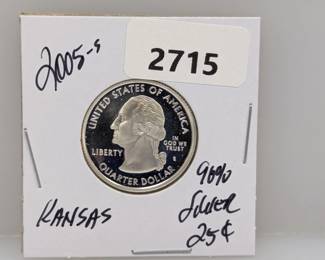 2005-S
2715
UNITED STATES OF AMERICA
LIBERTY
IN
GOD WE
TRUST
S
QUARTER DOLLAR
KANSAS
90%
Silver
25¢